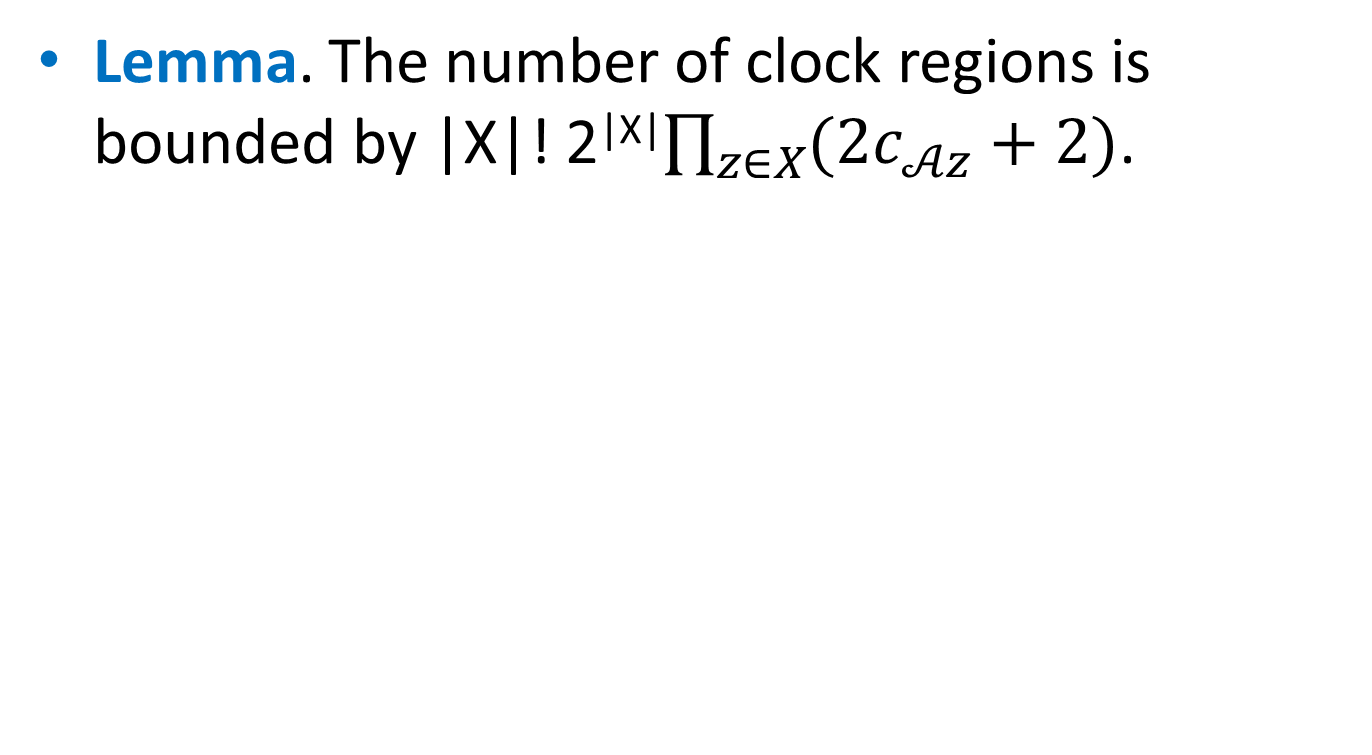 • Lemma. The number of clock regions is
bounded by |X|! 2^|X| ∏_{z∈X}(2c_{𝒜z} + 2).